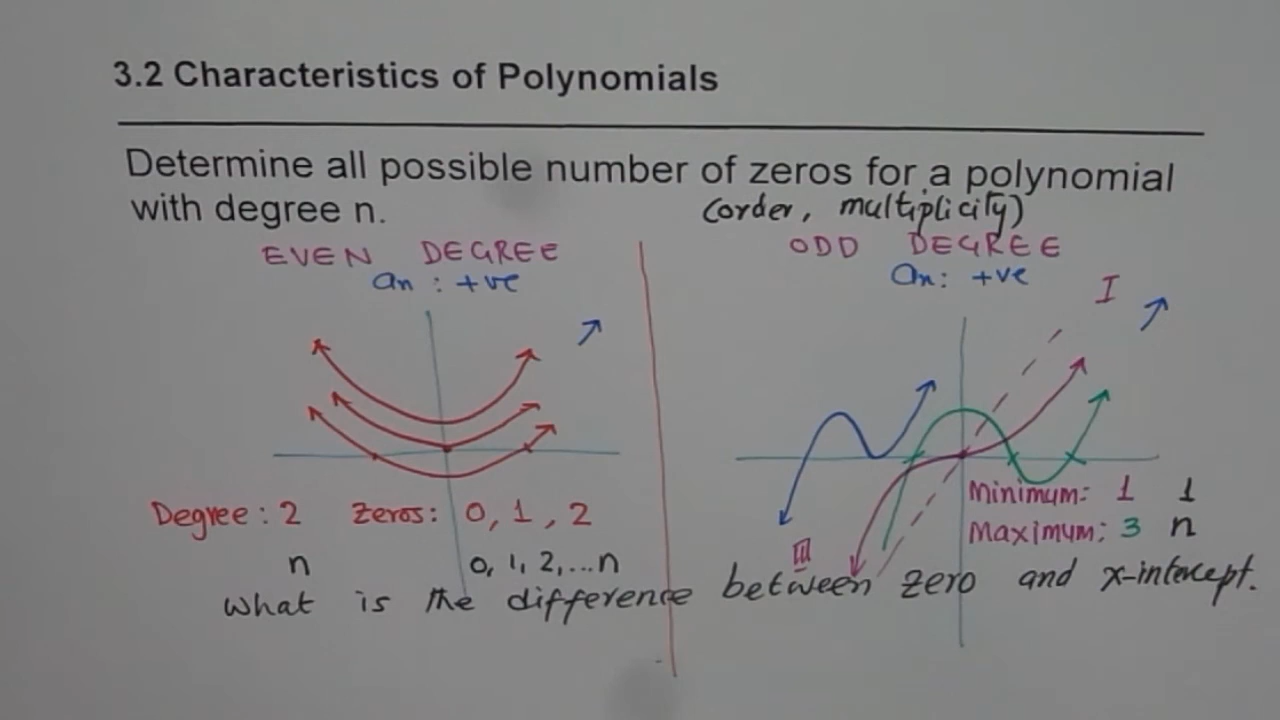 3.2 Characteristics of Polynomials
Determine all possible number of zeros for a polynomial
with degree n.
(order, multiplicity)
EVEN DEGREE
an : +ve
Degree: 2 Zeros: 0, 1, 2
n 0, 1, 2, ... n
ODD DEGREE
an: +ve
I
Minimum: 1 1
Maximum: 3 n
III
What is the difference between zero and x-intercept.